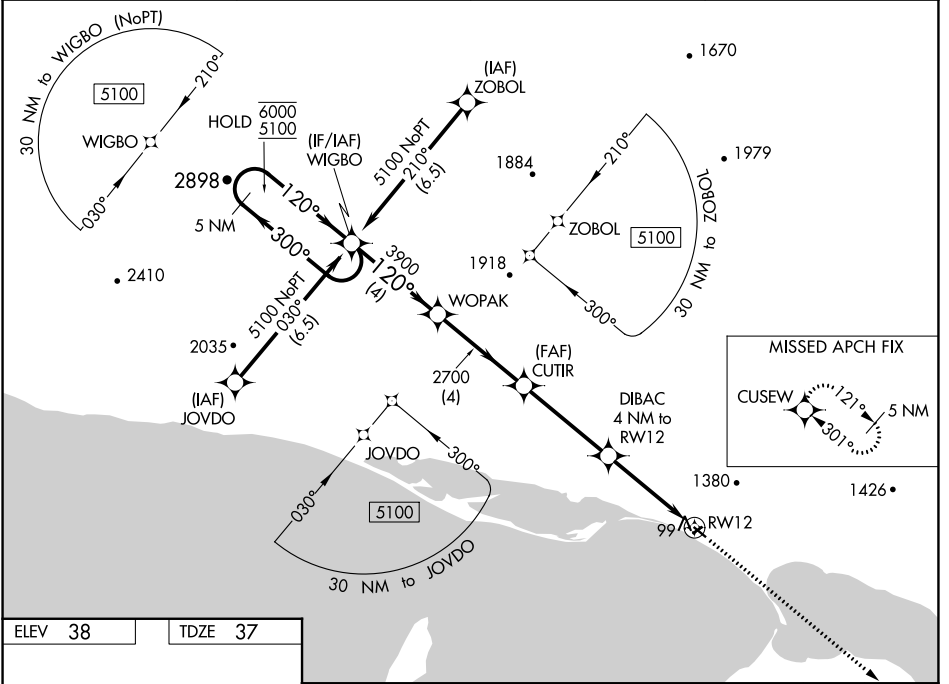 30 NM to WIGBO (NoPT)
5100
210°
WIGBO
030°
HOLD
6000
5100
(IF/IAF)
WIGBO
(IAF)
ZOBOL
5100 NoPT
210°
(6.5)
1670
1884
1979
210°
ZOBOL
5100
300°
30 NM to ZOBOL
2898
5 NM
120°
300°
2410
5100 NoPT
030°
(6.5)
3900
120°
(4)
1918
WOPAK
2035
(IAF)
JOVDO
2700
(4)
(FAF)
CUTIR
DIBAC
4 NM to
RW12
MISSED APCH FIX
CUSEW
121°
301°
5 NM
JOVDO
030°
300°
5100
30 NM to JOVDO
1380
1426
99
RW12
ELEV 38
TDZE 37